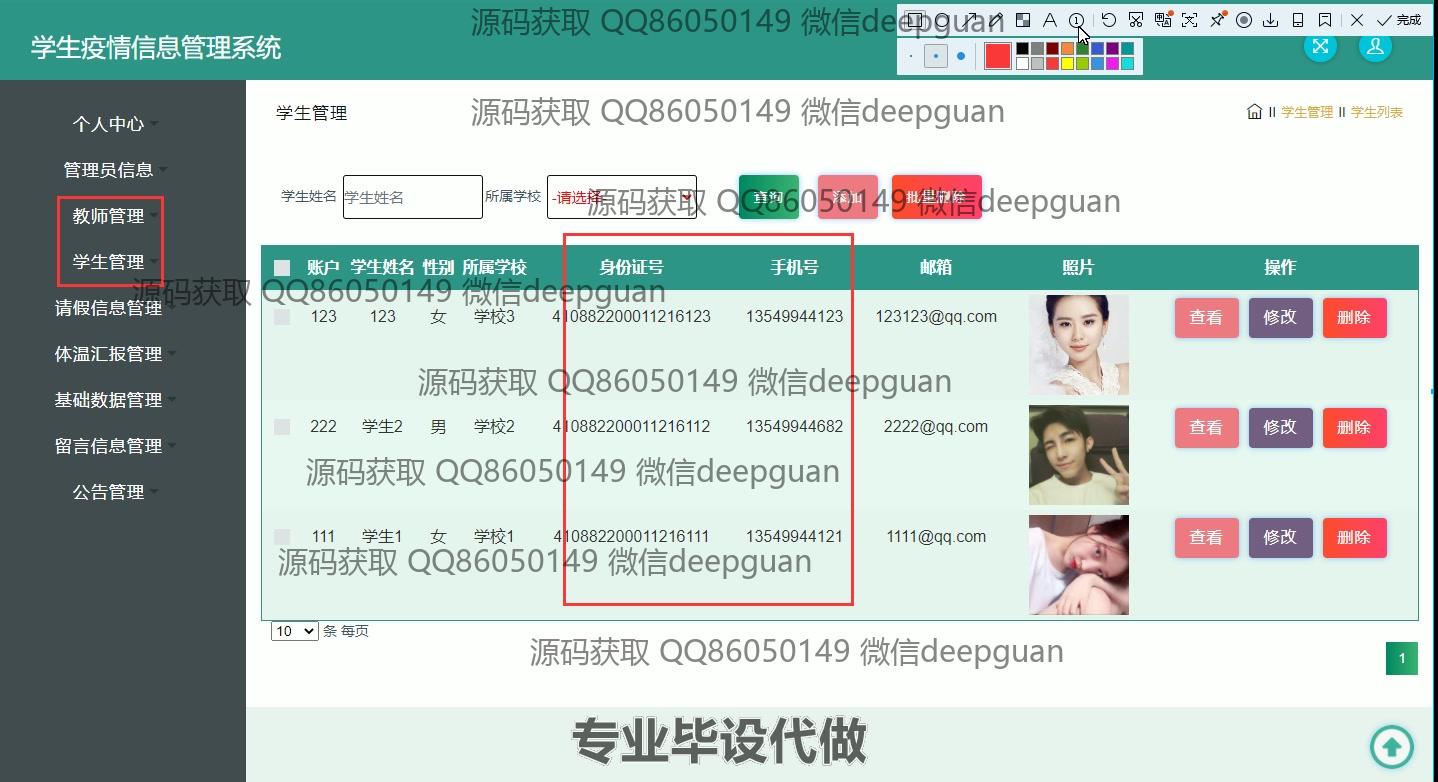 源码获取 QQ86050149 微信deepguan
完成
学生疫情信息管理系统
个人中心
管理员信息
教师管理
学生管理
请假信息管理
体温汇报管理
基础数据管理
留言信息管理
公告管理
学生管理
源码获取 QQ86050149 微信deepguan
学生管理 学生列表
学生姓名 学生姓名 所属学校 -请选择- 查询 添加 批量删除
源码获取 QQ86050149 微信deepguan
账户 学生姓名 性别 所属学校 身份证号 手机号 邮箱 照片 操作
源码获取 QQ86050149 微信deepguan
123 123 女 学校3 410882200011216123 13549944123 123123@qq.com 查看 修改 删除
源码获取 QQ86050149 微信deepguan
222 学生2 男 学校2 410882200011216112 13549944682 2222@qq.com 查看 修改 删除
源码获取 QQ86050149 微信deepguan
111 学生1 女 学校1 410882200011216111 13549944121 1111@qq.com 查看 修改 删除
源码获取 QQ86050149 微信deepguan
10 条 每页
源码获取 QQ86050149 微信deepguan
1
专业毕设代做